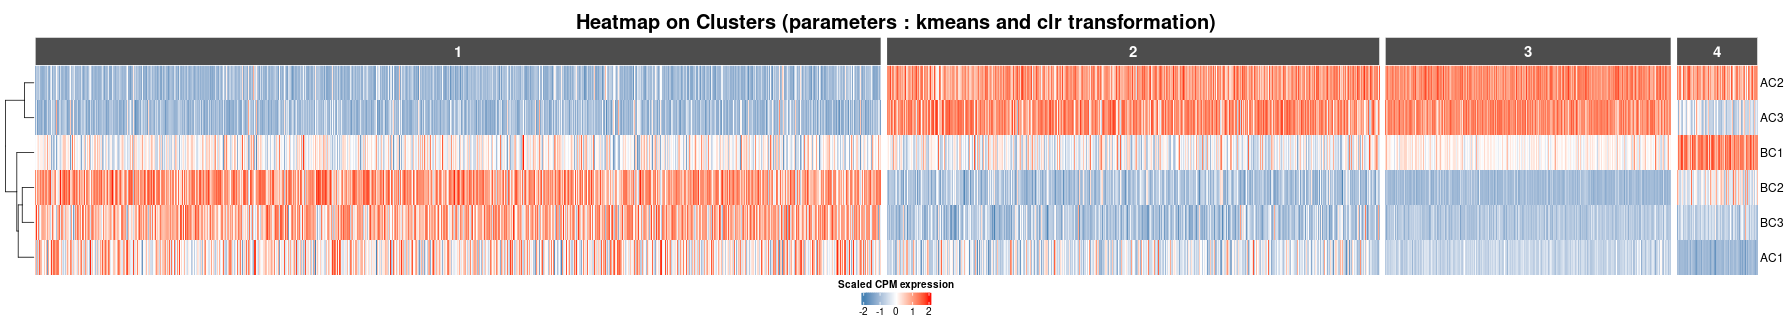 Heatmap on Clusters (parameters : kmeans and clr transformation)
1 2 3 4
AC2
AC3
BC1
BC2
BC3
AC1
Scaled CPM expression
-2 -1 0 1 2